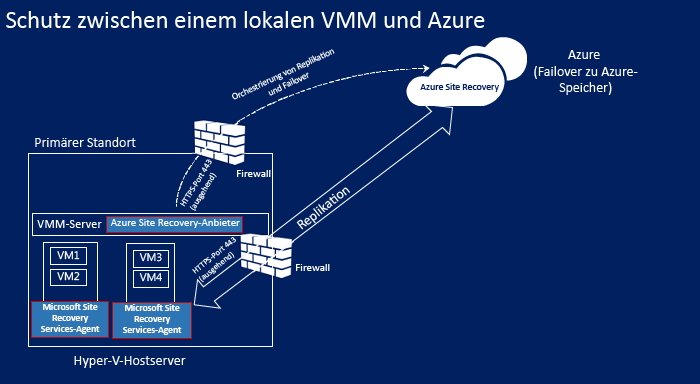 Schutz zwischen einem lokalen VMM und Azure
Azure
(Failover zu Azure-
Speicher)
Orchestrierung von Replikation
und Failover
Azure Site Recovery
Primärer Standort
Firewall
HTTPS-Port 443
(ausgehend)
Replikation
VMM-Server
Azure Site Recovery-Anbieter
HTTPS-Port 443
(ausgehend)
Firewall
VM1
VM2
VM3
VM4
Microsoft Site
Recovery
Services-Agent
Microsoft Site
Recovery
Services-Agent
Hyper-V-Hostserver